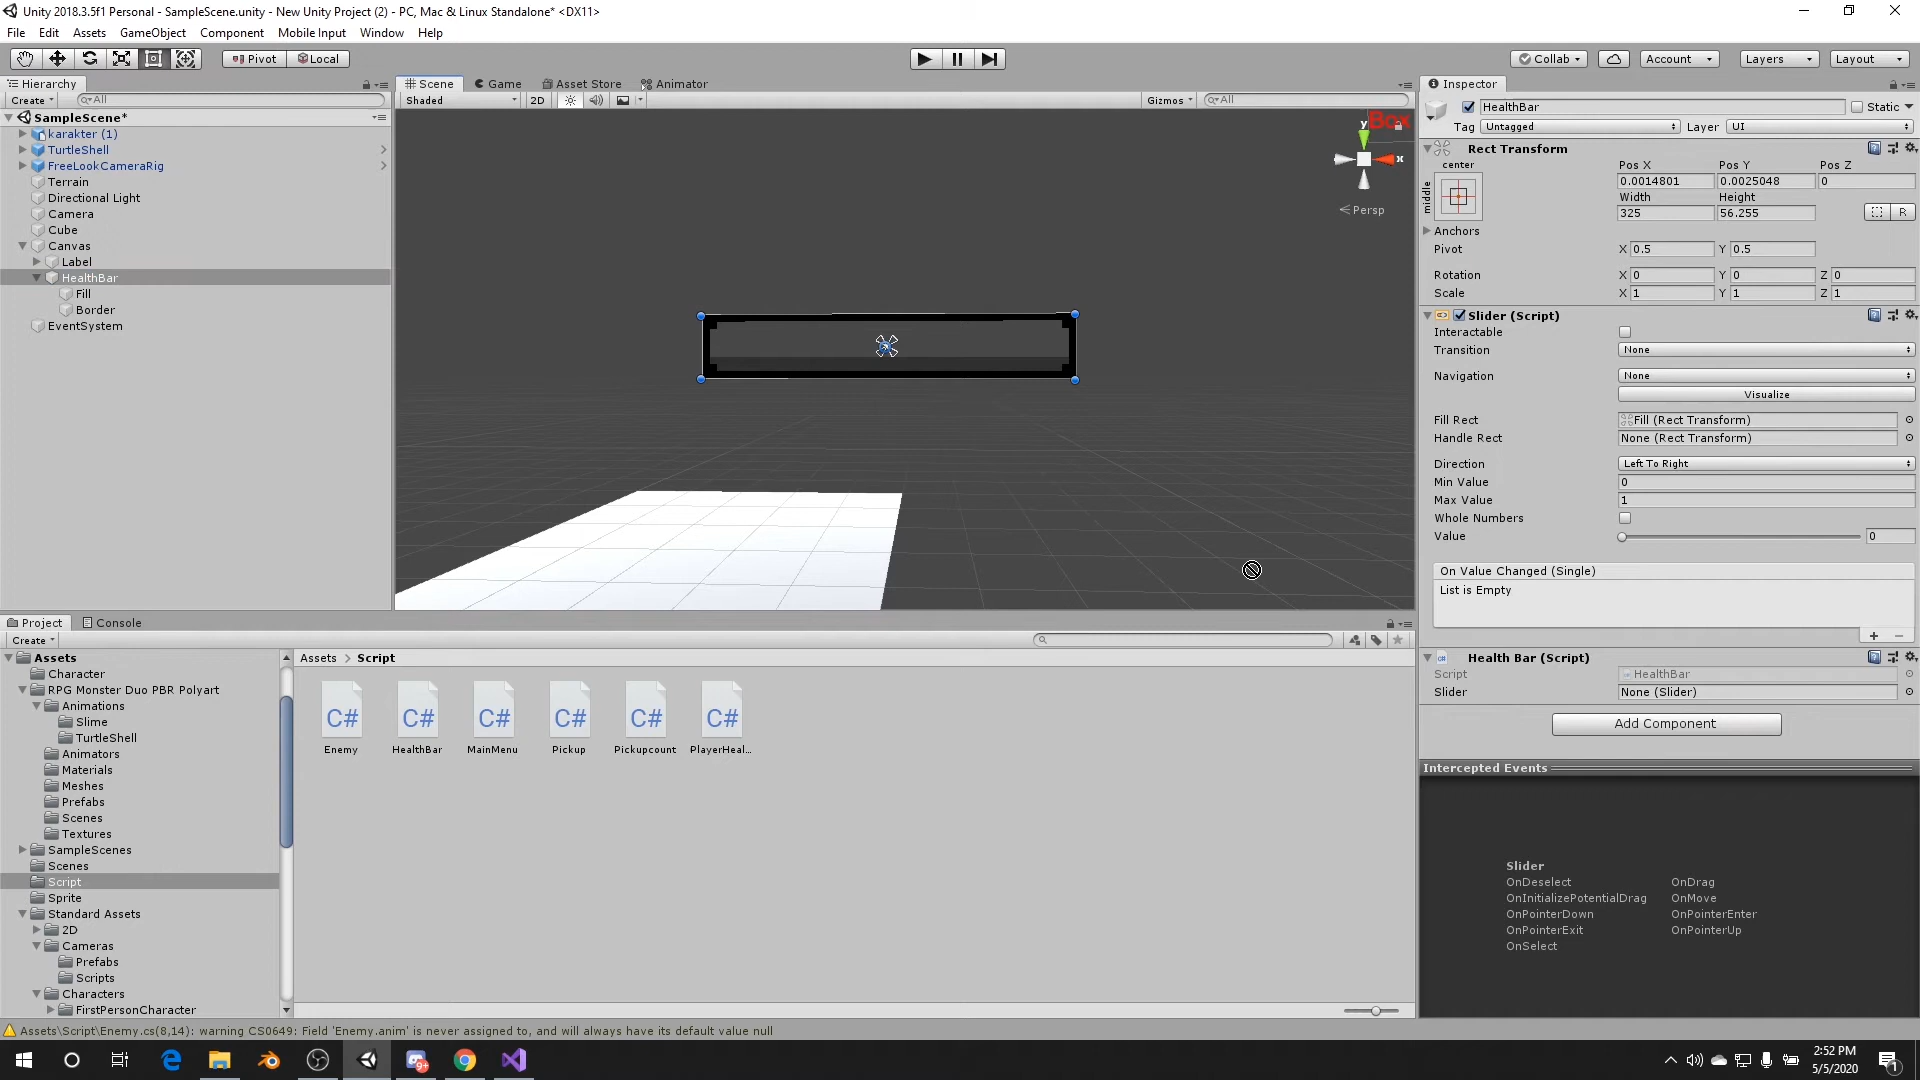 Unity 2018.3.5f1 Personal - SampleScene.unity - New Unity Project (2) - PC, Mac & Linux Standalone* <DX11>
File Edit Assets GameObject Component Mobile Input Window Help
Pivot Local Collab Account Layers Layout
Hierarchy
Create All
SampleScene*
karakter (1)
TurtleShell
FreeLookCameraRig
Terrain
Directional Light
Camera
Cube
Canvas
Label
HealthBar
Fill
Border
EventSystem
Scene Game Asset Store Animator
Shaded 2D Gizmos All
Box
y
x
Persp
Inspector
HealthBar Static
Tag Untagged Layer UI
Rect Transform
center Pos X Pos Y Pos Z
middle 0.0014801 0.0025048 0
Width Height
325 56.255 R
Anchors
Pivot X 0.5 Y 0.5
Rotation X 0 Y 0 Z 0
Scale X 1 Y 1 Z 1
Slider (Script)
Interactable
Transition None
Navigation None
Visualize
Fill Rect Fill (Rect Transform)
Handle Rect None (Rect Transform)
Direction Left To Right
Min Value 0
Max Value 1
Whole Numbers
Value 0
On Value Changed (Single)
List is Empty
+ −
Health Bar (Script)
Script HealthBar
Slider None (Slider)
Add Component
Intercepted Events
Slider
OnDeselect OnDrag
OnInitializePotentialDrag OnMove
OnPointerDown OnPointerEnter
OnPointerExit OnPointerUp
OnSelect
Project Console
Create
Assets
Character
RPG Monster Duo PBR Polyart
Animations
Slime
TurtleShell
Animators
Materials
Meshes
Prefabs
Scenes
Textures
SampleScenes
Scenes
Script
Sprite
Standard Assets
2D
Cameras
Prefabs
Scripts
Characters
FirstPersonCharacter
Assets > Script
C# C# C# C# C# C#
Enemy HealthBar MainMenu Pickup Pickupcount PlayerHeal...
Assets\Script\Enemy.cs(8,14): warning CS0649: Field 'Enemy.anim' is never assigned to, and will always have its default value null
9+
2:52 PM
5/5/2020
1